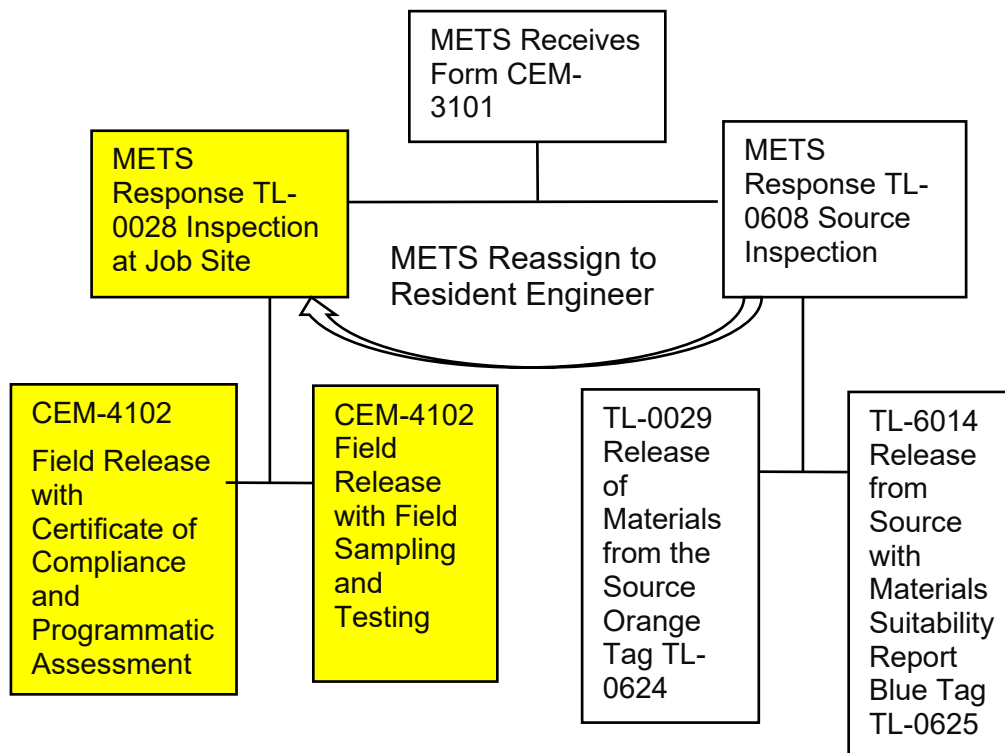 METS Receives
Form CEM-
3101
METS
Response TL-
0028 Inspection
at Job Site
METS
Response TL-
0608 Source
Inspection
METS Reassign to
Resident Engineer
CEM-4102
Field Release
with
Certificate of
Compliance
and
Programmatic
Assessment
CEM-4102
Field
Release
with Field
Sampling
and
Testing
TL-0029
Release
of
Materials
from the
Source
Orange
Tag TL-
0624
TL-6014
Release
from
Source
with
Materials
Suitability
Report
Blue Tag
TL-0625